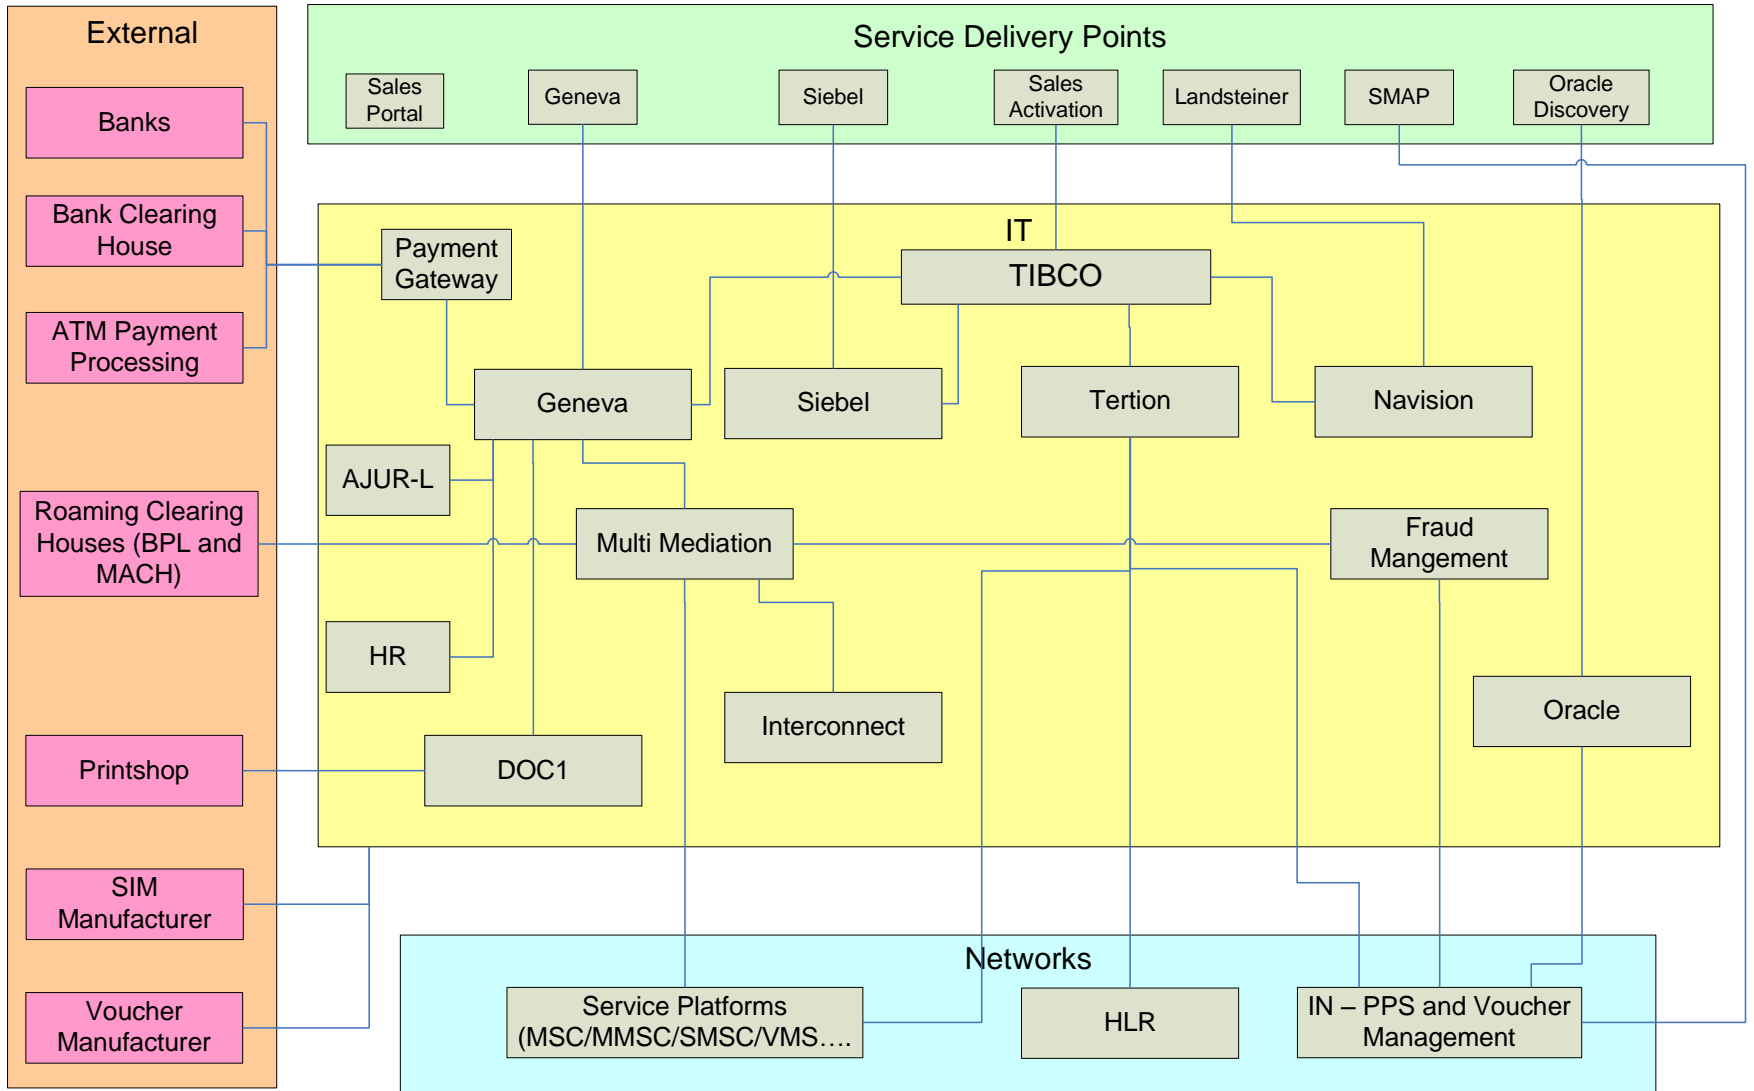 External
Banks
Bank Clearing
House
ATM Payment
Processing
Roaming Clearing
Houses (BPL and
MACH)
Printshop
SIM
Manufacturer
Voucher
Manufacturer
Service Delivery Points
Sales
Portal
Geneva
Siebel
Sales
Activation
Landsteiner
SMAP
Oracle
Discovery
IT
Payment
Gateway
TIBCO
Geneva
Siebel
Tertion
Navision
AJUR-L
Multi Mediation
Fraud
Mangement
HR
Interconnect
Oracle
DOC1
Networks
Service Platforms
(MSC/MMSC/SMSC/VMS….
HLR
IN – PPS and Voucher
Management